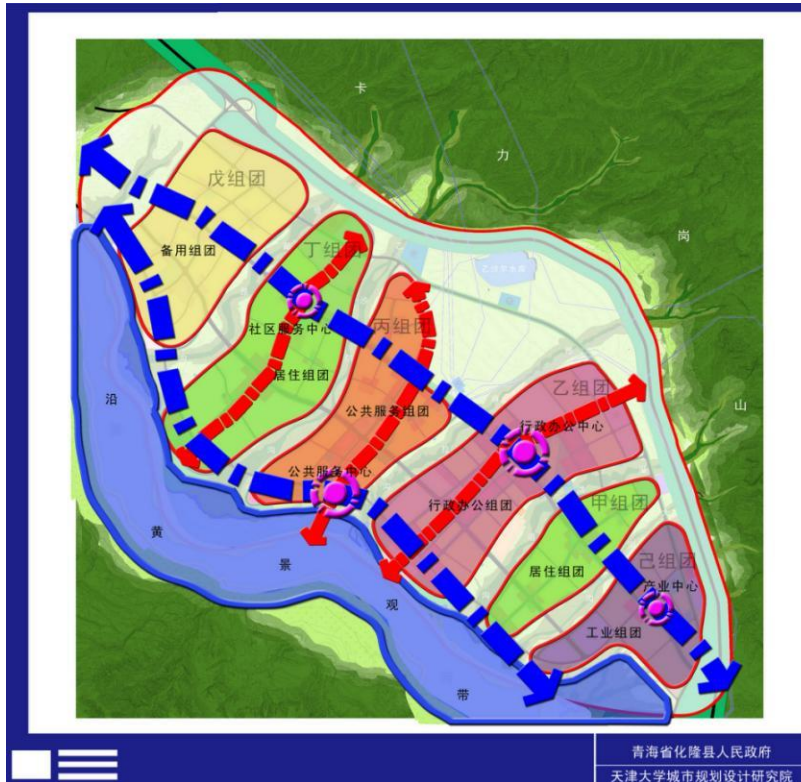 卡
力
岗
山
戊组团
备用组团
丁组团
社区服务中心
居住组团
丙组团
公共服务组团
公共服务中心
乙组团
行政办公中心
行政办公组团
甲组团
居住组团
己组团
产业中心
工业组团
沿
黄
景
观
带
青海省化隆县人民政府
天津大学城市规划设计研究院